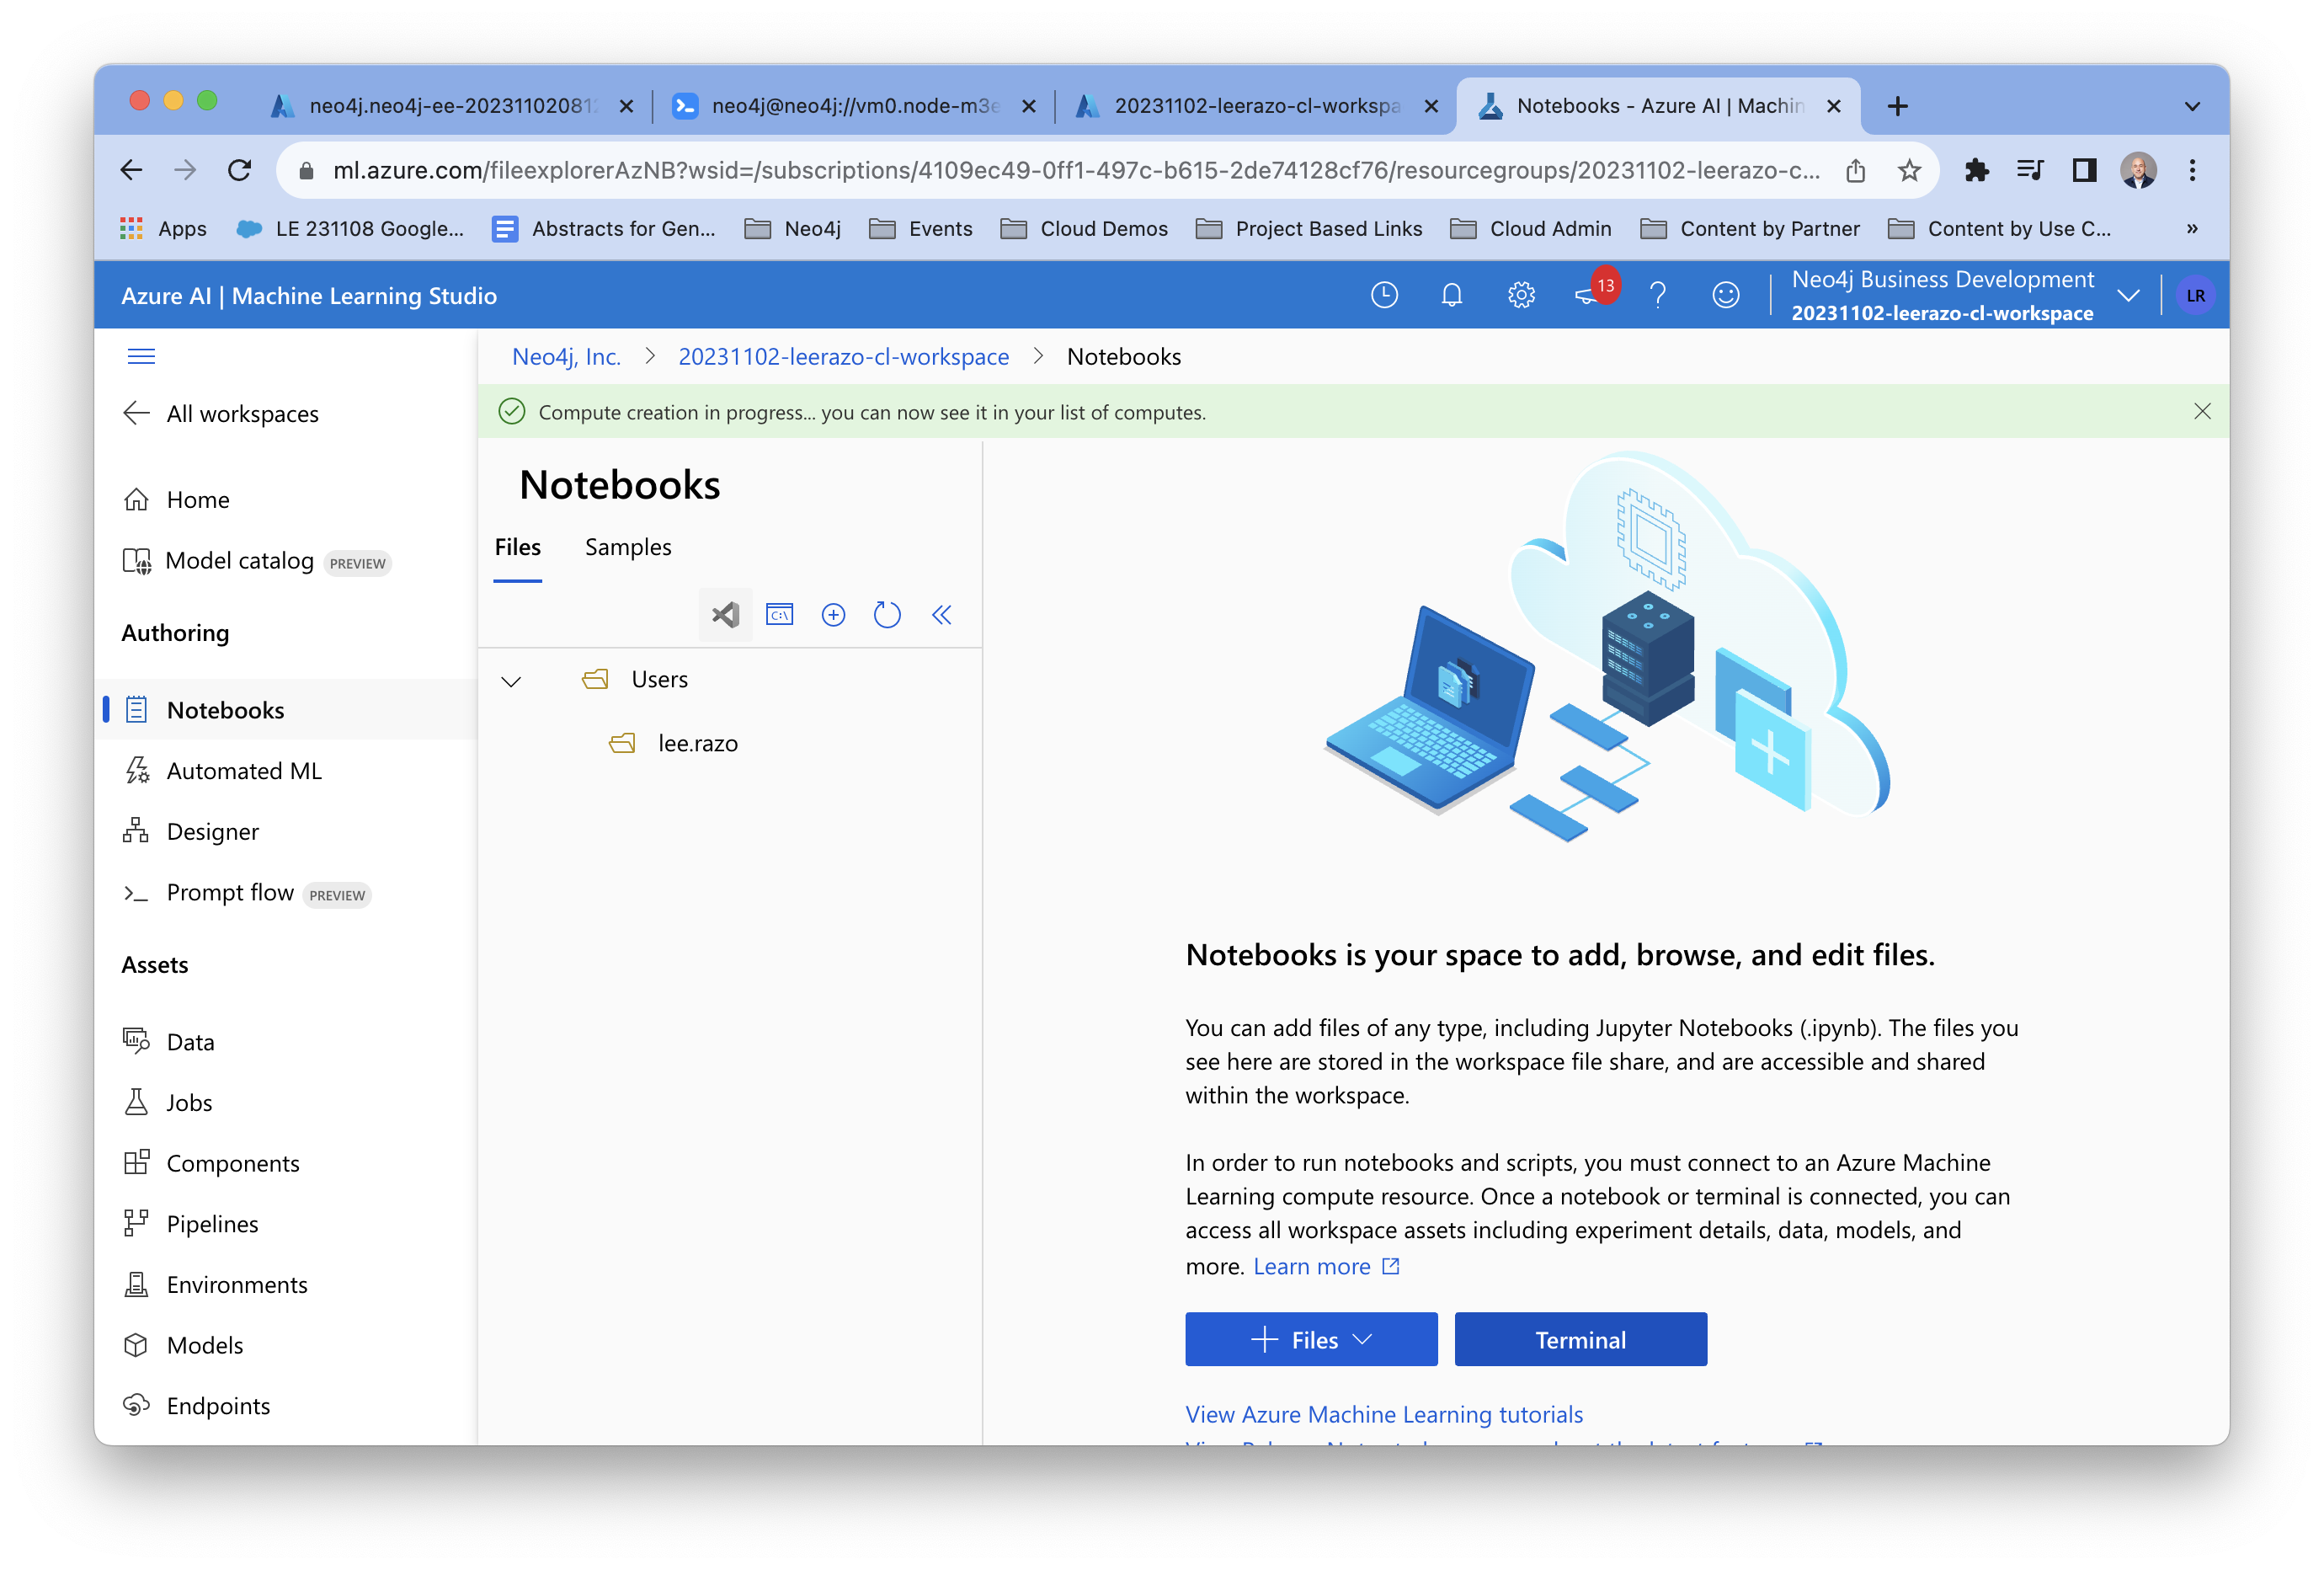 neo4j.neo4j-ee-202311020812
neo4j@neo4j://vm0.node-m3e
20231102-leerazo-cl-workspa
Notebooks - Azure AI | Machin
ml.azure.com/fileexplorerAzNB?wsid=/subscriptions/4109ec49-0ff1-497c-b615-2de74128cf76/resourcegroups/20231102-leerazo-c...
Apps
LE 231108 Google...
Abstracts for Gen...
Neo4j
Events
Cloud Demos
Project Based Links
Cloud Admin
Content by Partner
Content by Use C...
»
Azure AI | Machine Learning Studio
13
Neo4j Business Development
20231102-leerazo-cl-workspace
LR
All workspaces
Home
Model catalog PREVIEW
Authoring
Notebooks
Automated ML
Designer
Prompt flow PREVIEW
Assets
Data
Jobs
Components
Pipelines
Environments
Models
Endpoints
Neo4j, Inc. > 20231102-leerazo-cl-workspace > Notebooks
Compute creation in progress... you can now see it in your list of computes.
Notebooks
Files
Samples
C:\
Users
lee.razo
Notebooks is your space to add, browse, and edit files.
You can add files of any type, including Jupyter Notebooks (.ipynb). The files you
see here are stored in the workspace file share, and are accessible and shared
within the workspace.
In order to run notebooks and scripts, you must connect to an Azure Machine
Learning compute resource. Once a notebook or terminal is connected, you can
access all workspace assets including experiment details, data, models, and
more. Learn more
Files
Terminal
View Azure Machine Learning tutorials